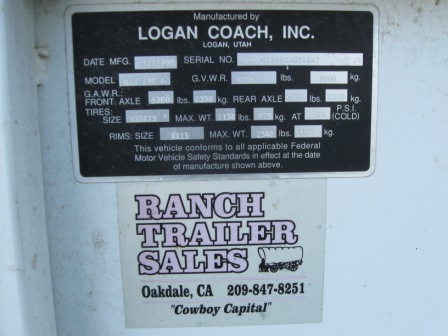 Manufactured by
LOGAN COACH, INC.
LOGAN, UTAH
DATE MFG. SERIAL NO.
MODEL G.V.W.R. lbs. kg.
G.A.W.R.:
FRONT AXLE lbs. kg. REAR AXLE lbs. kg.
TIRES: P.S.I.
SIZE MAX. WT. lbs. kg. AT (COLD)
RIMS: SIZE 6X15 MAX. WT. lbs. kg.
This vehicle conforms to all applicable Federal
Motor Vehicle Safety Standards in effect at the date
of manufacture shown above.
RANCH
TRAILER
SALES
Oakdale, CA 209-847-8251
"Cowboy Capital"